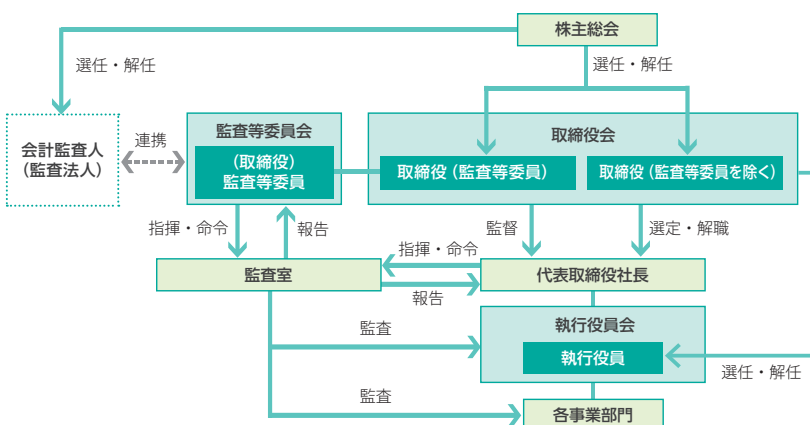 株主総会
選任・解任
選任・解任
会計監査人
(監査法人)
連携
監査等委員会
(取締役)
監査等委員
取締役会
取締役(監査等委員)
取締役(監査等委員を除く)
指揮・命令
報告
監督
選定・解職
指揮・命令
監査室
代表取締役社長
報告
監査
執行役員会
執行役員
選任・解任
監査
各事業部門